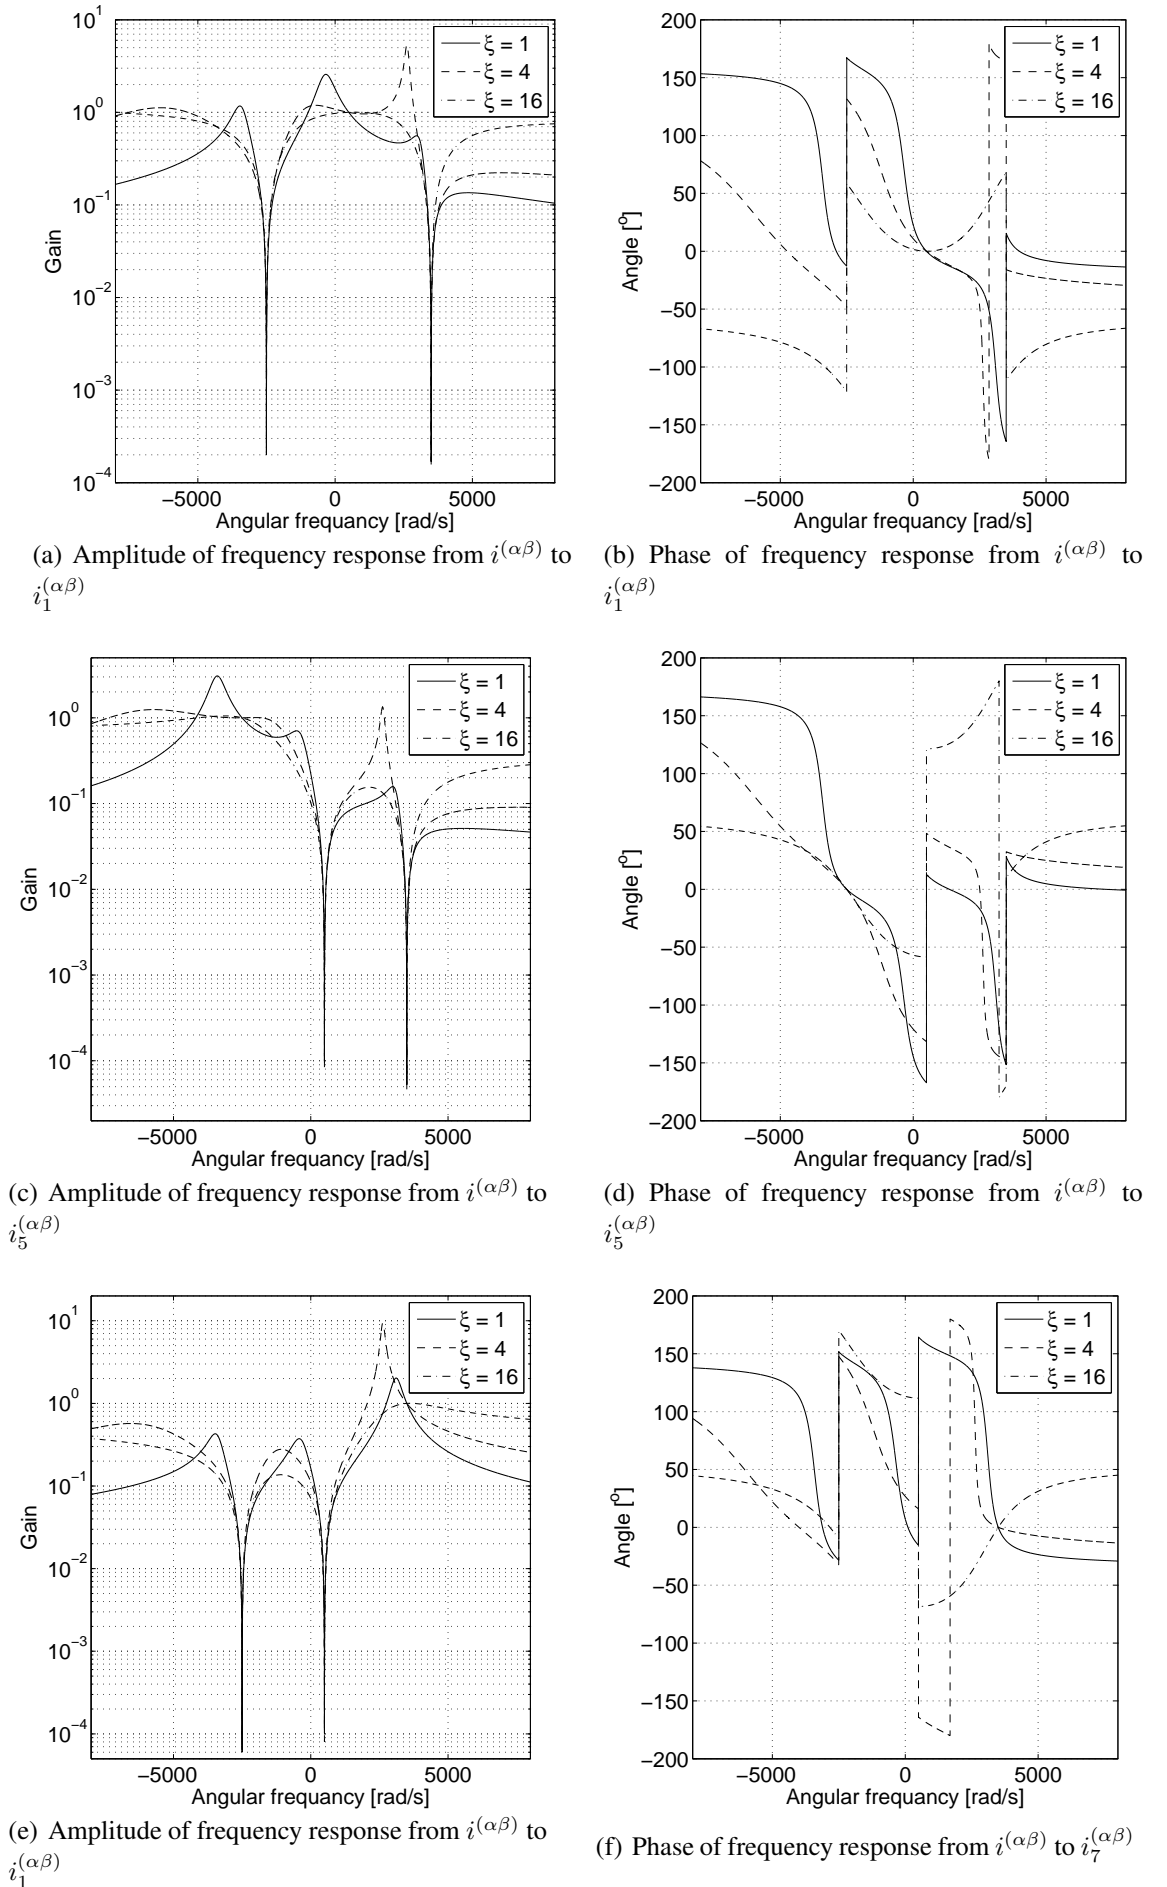 10^1
10^0
10^−1
10^−2
10^−3
10^−4
Gain
−5000 0 5000
Angular frequancy [rad/s]
ξ = 1
ξ = 4
ξ = 16
(a) Amplitude of frequency response from i^(αβ) to
i_1^(αβ)
200
150
100
50
0
−50
−100
−150
−200
Angle [°]
−5000 0 5000
Angular frequancy [rad/s]
ξ = 1
ξ = 4
ξ = 16
(b) Phase of frequency response from i^(αβ) to
i_1^(αβ)
10^0
10^−1
10^−2
10^−3
10^−4
Gain
−5000 0 5000
Angular frequancy [rad/s]
ξ = 1
ξ = 4
ξ = 16
(c) Amplitude of frequency response from i^(αβ) to
i_5^(αβ)
200
150
100
50
0
−50
−100
−150
−200
Angle [°]
−5000 0 5000
Angular frequancy [rad/s]
ξ = 1
ξ = 4
ξ = 16
(d) Phase of frequency response from i^(αβ) to
i_5^(αβ)
10^1
10^0
10^−1
10^−2
10^−3
10^−4
Gain
−5000 0 5000
Angular frequancy [rad/s]
ξ = 1
ξ = 4
ξ = 16
(e) Amplitude of frequency response from i^(αβ) to
i_1^(αβ)
200
150
100
50
0
−50
−100
−150
−200
Angle [°]
−5000 0 5000
Angular frequancy [rad/s]
ξ = 1
ξ = 4
ξ = 16
(f) Phase of frequency response from i^(αβ) to i_7^(αβ)